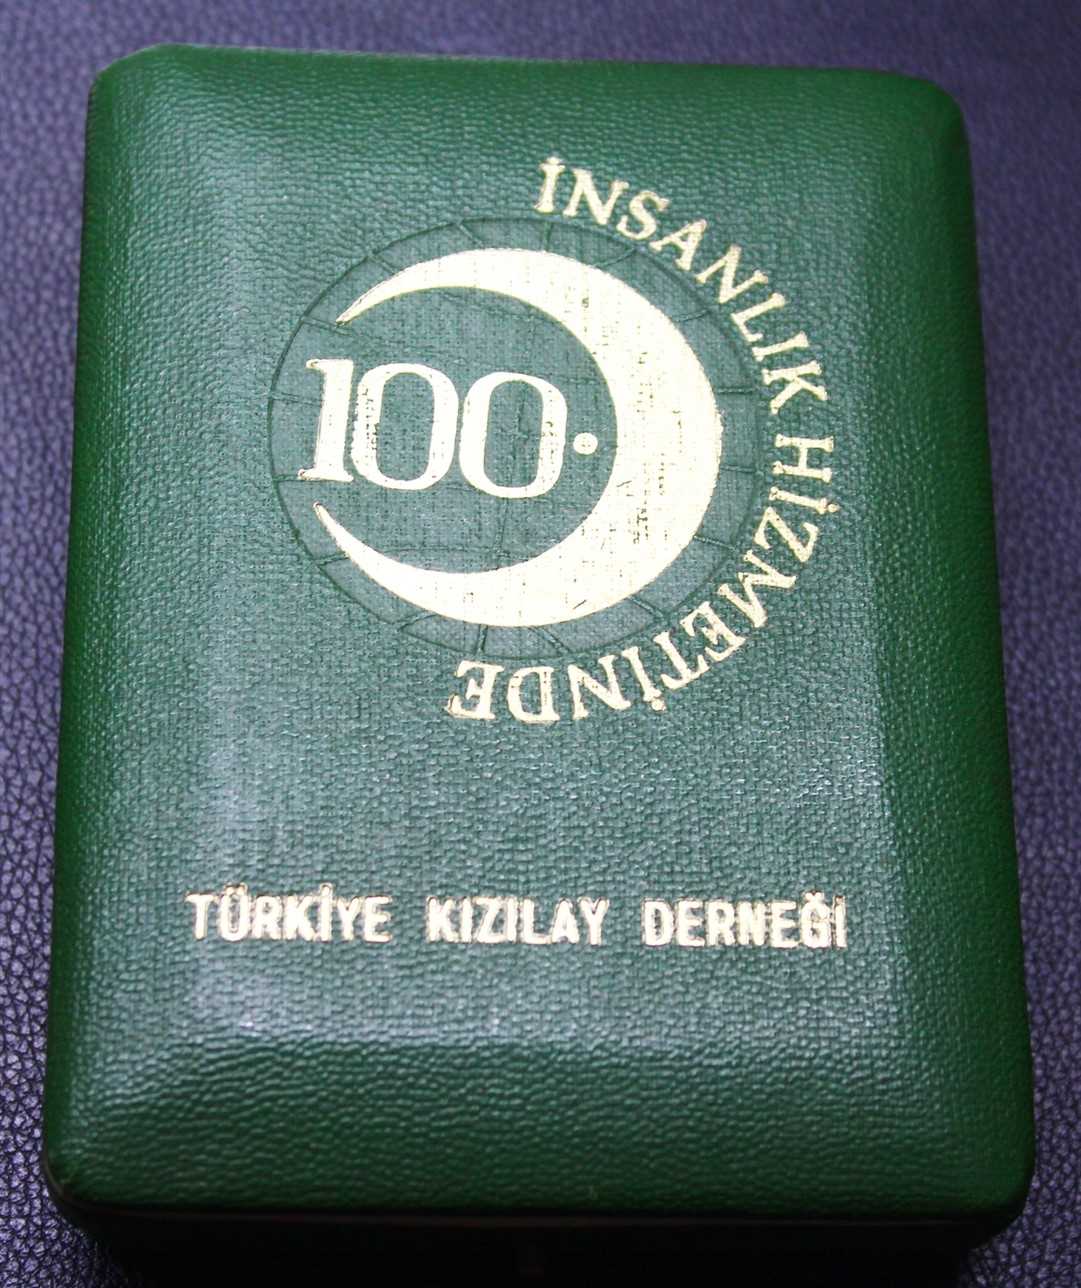 İNSANLIK HİZMETİNDE
100.
TÜRKİYE KIZILAY DERNEĞİ